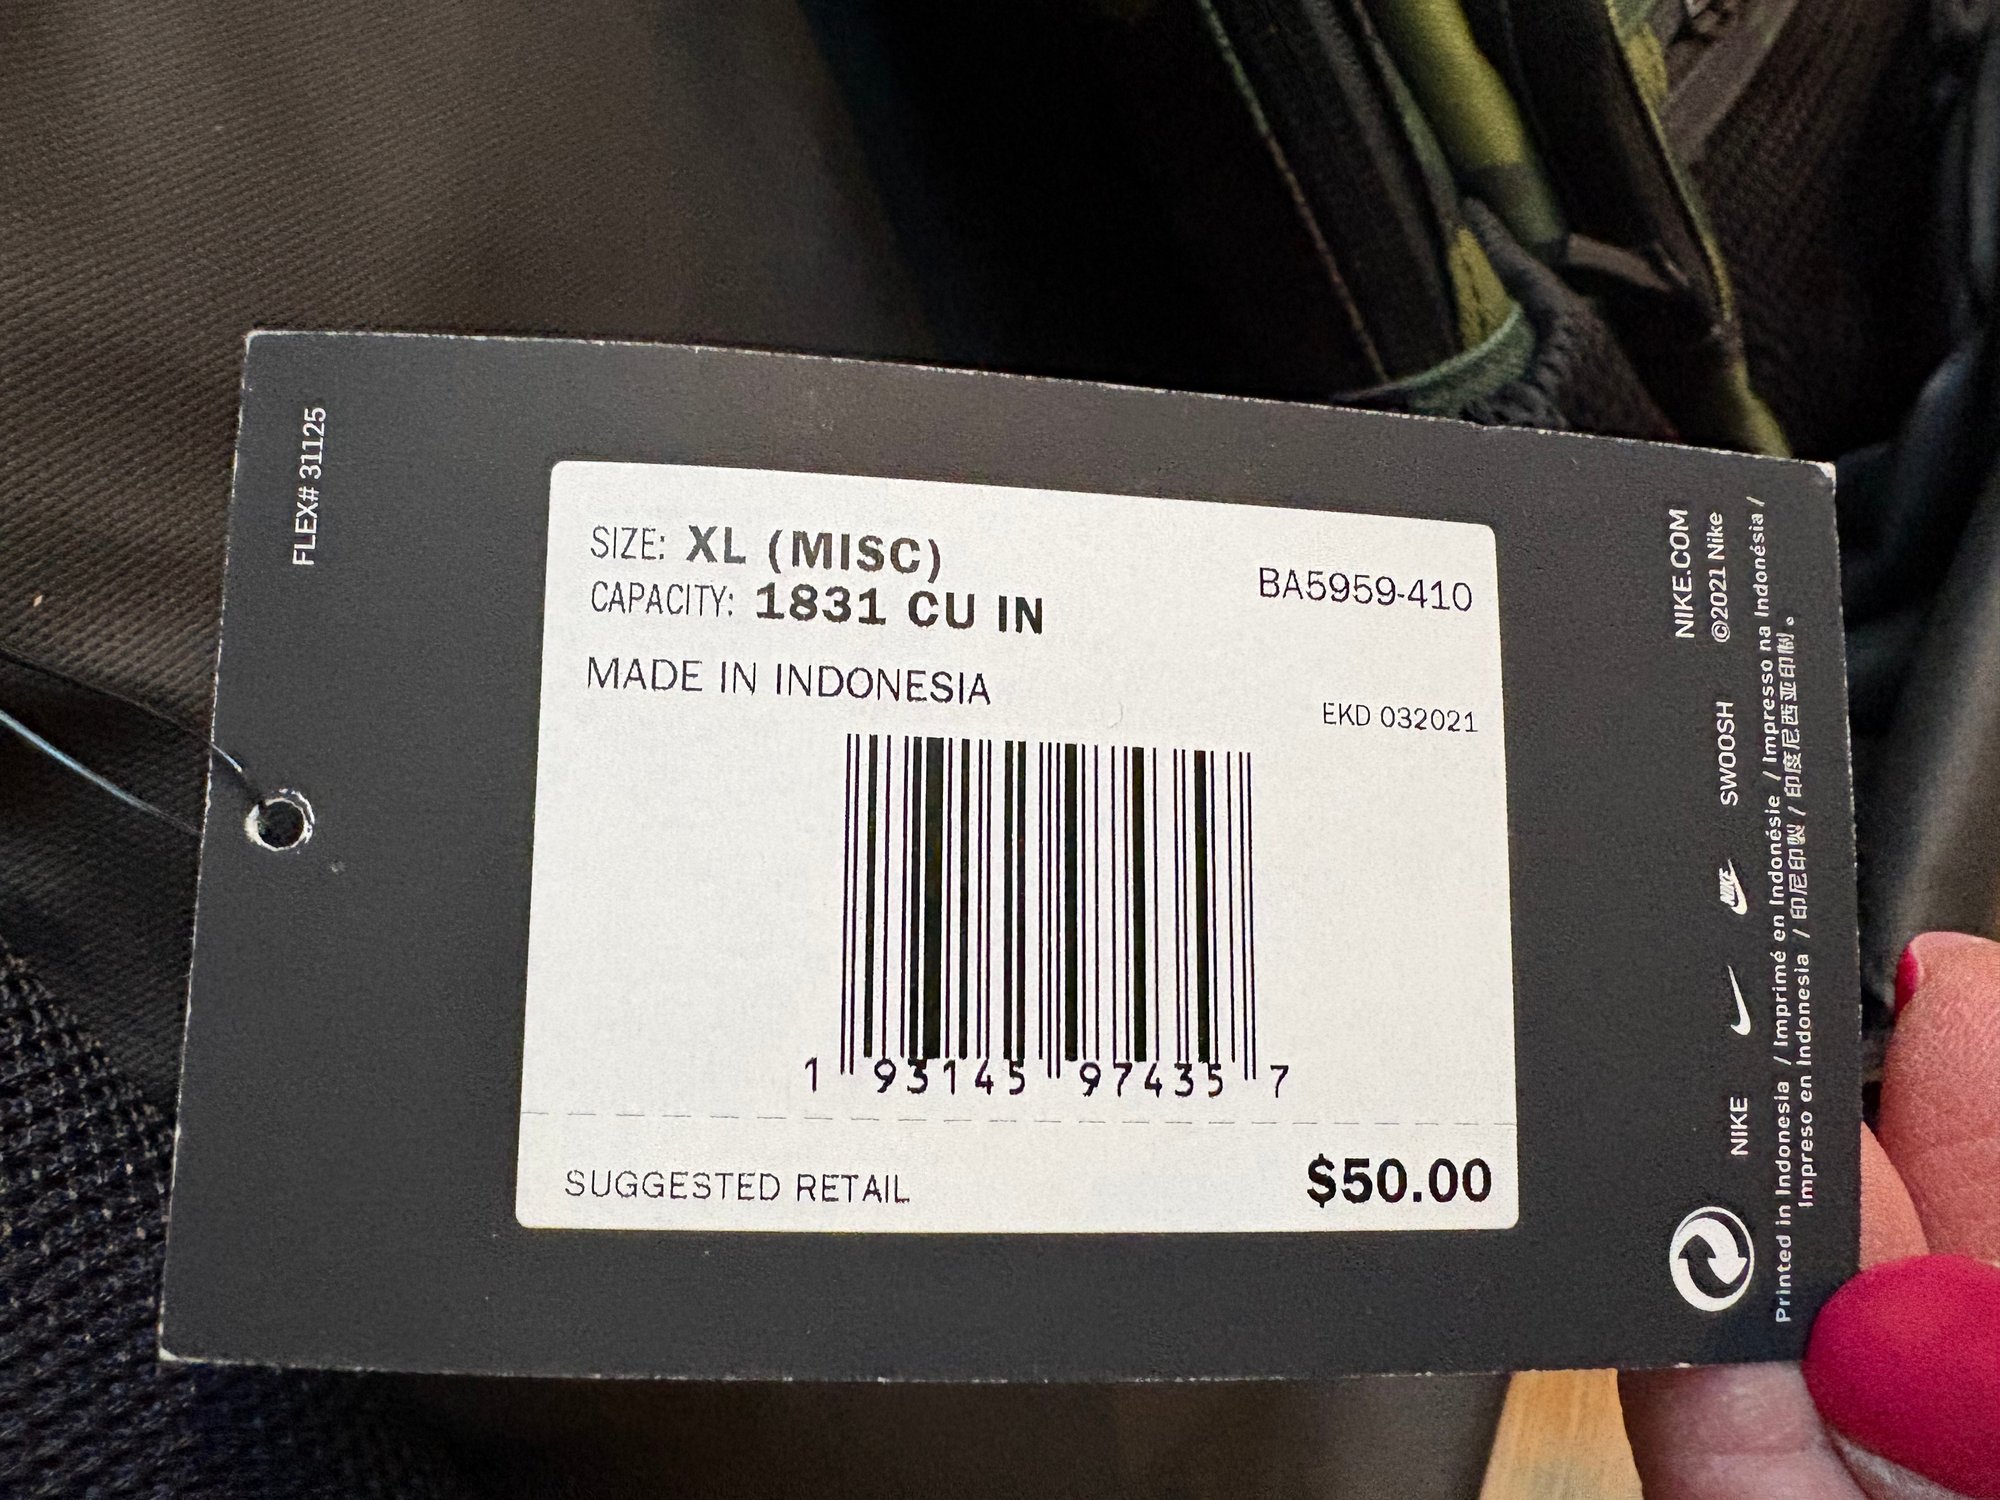 FLEX# 31125
SIZE: XL (MISC)
CAPACITY: 1831 CU IN
BA5959-410
MADE IN INDONESIA
EKD 032021
1 93145 97435 7
SUGGESTED RETAIL $50.00
NIKE.COM
©2021 Nike
NIKE NIKE SWOOSH
Printed in Indonesia / Imprimé en Indonésie / Impresso na Indonésia /
Impreso en Indonesia / 印尼印製 / 印度尼西亚印制。